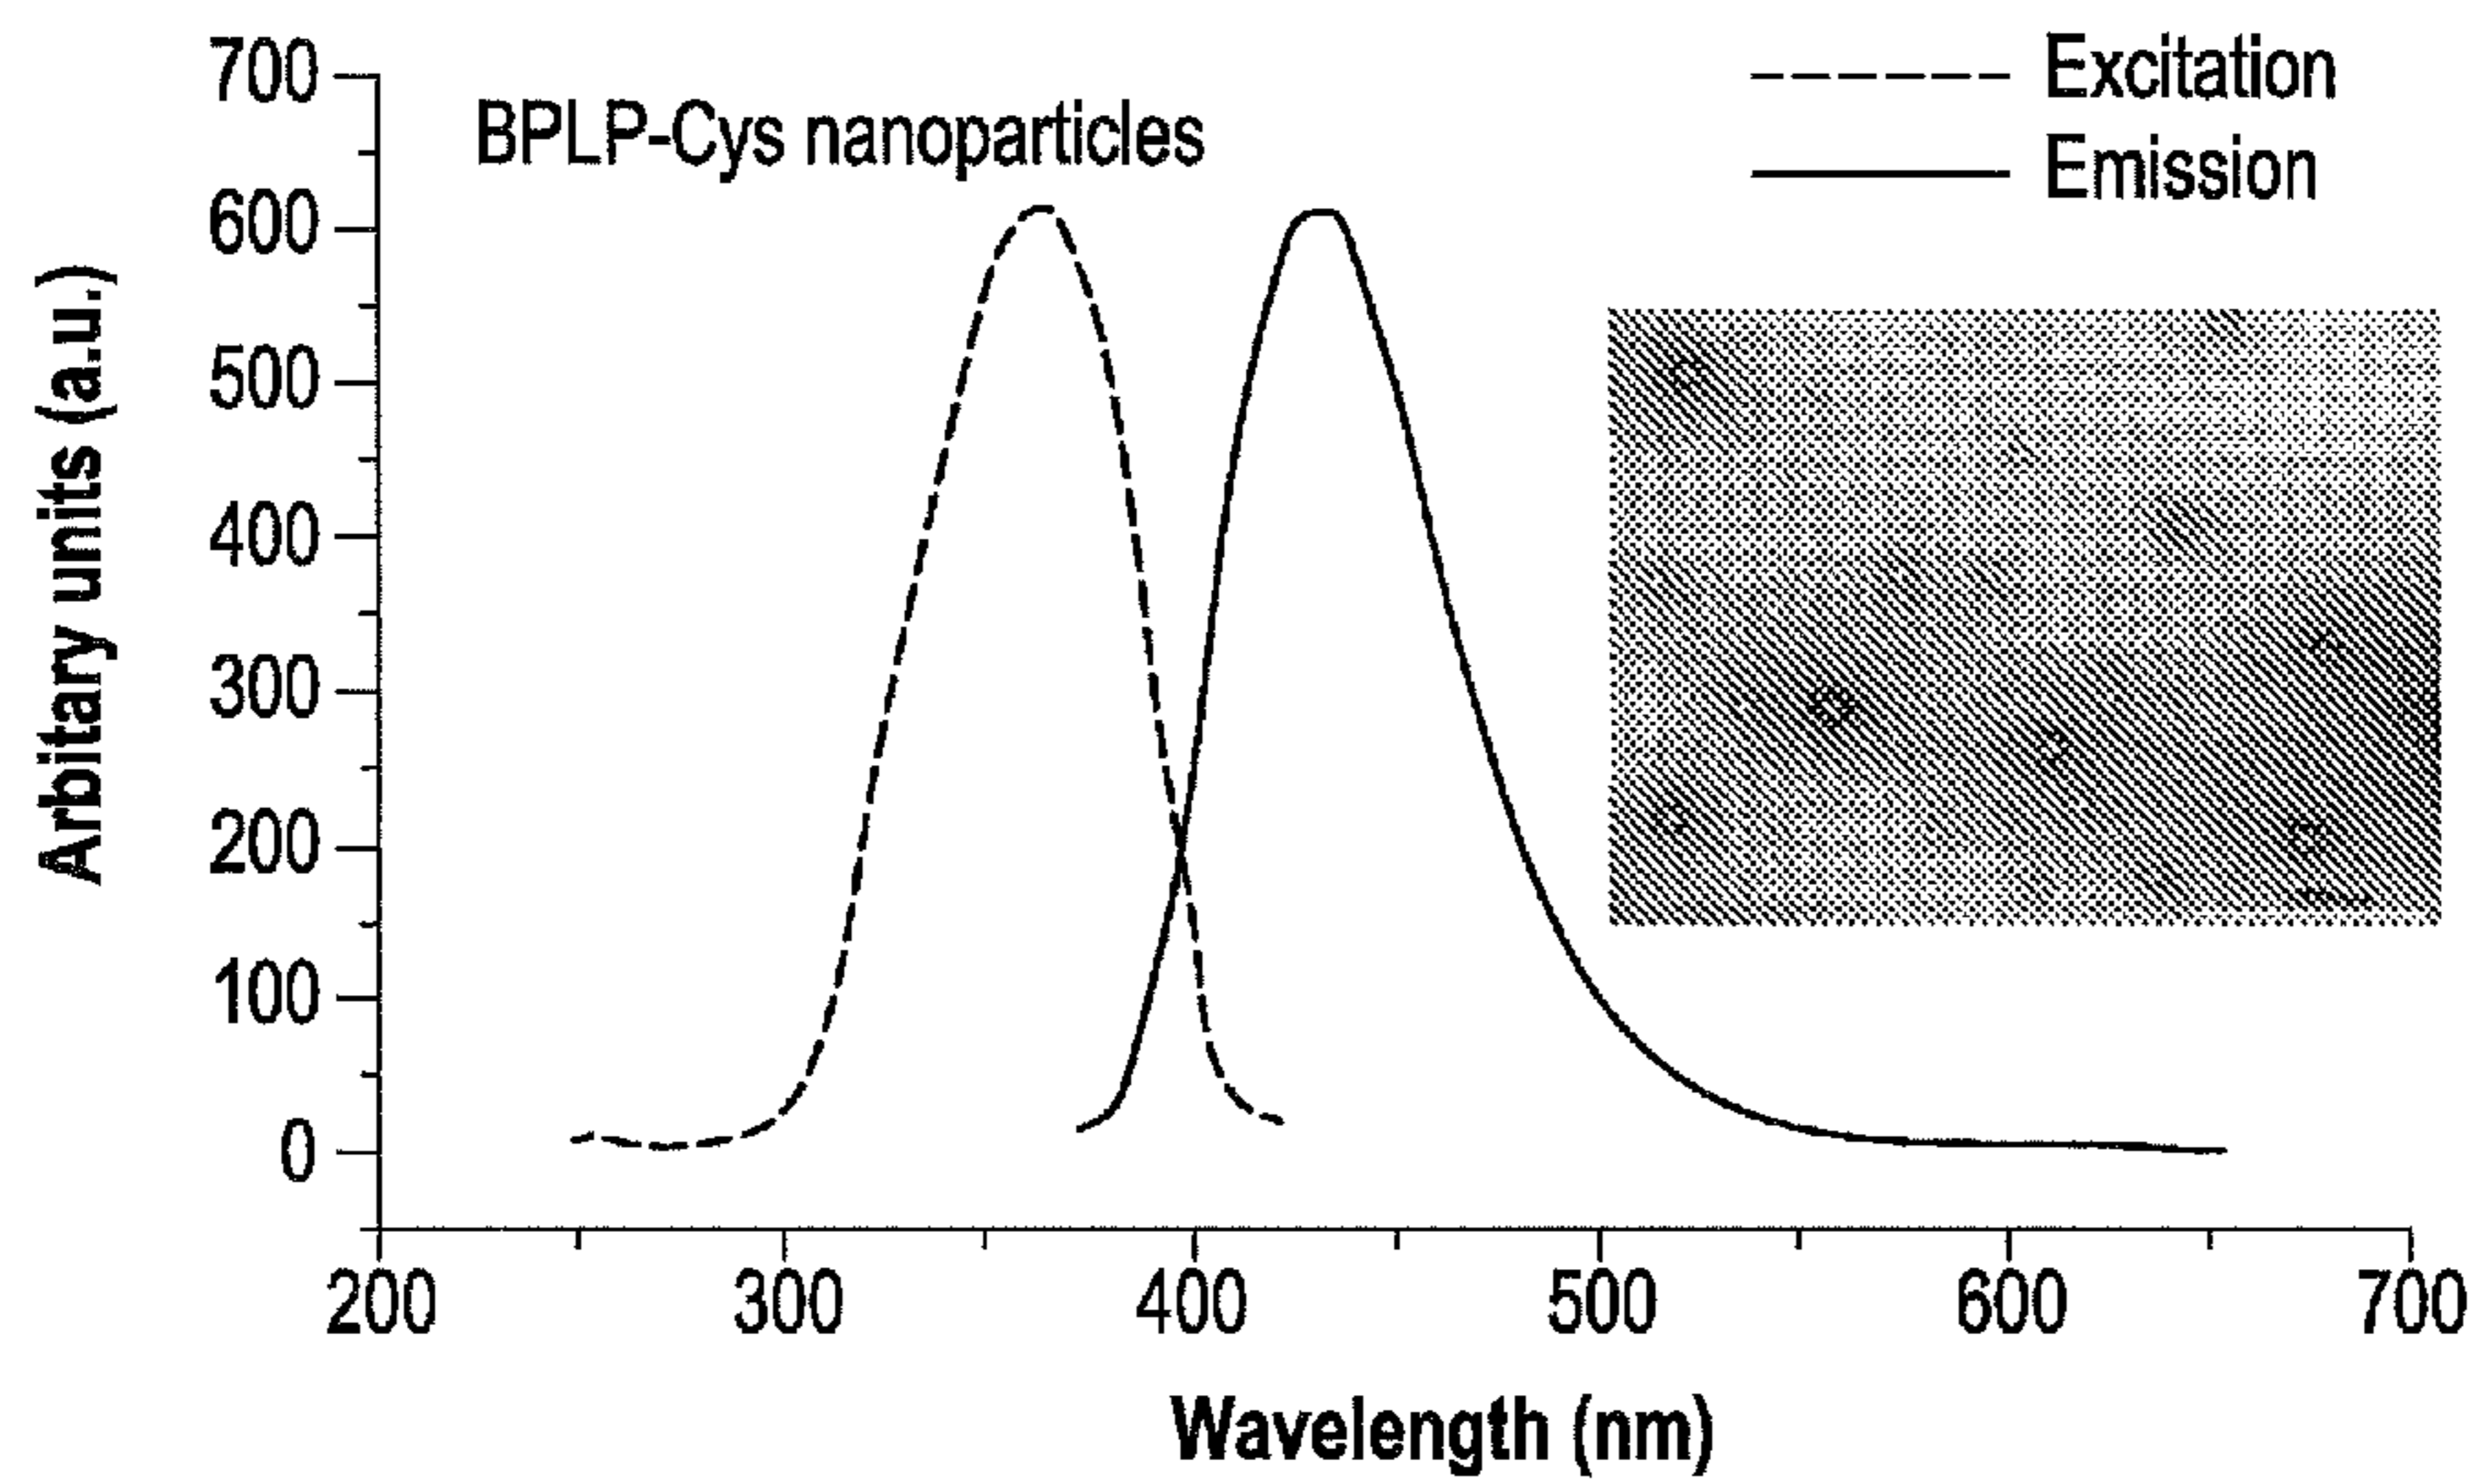 700
600
500
400
300
200
100
0
Arbitary units (a.u.)
BPLP-Cys nanoparticles
Excitation
Emission
200 300 400 500 600 700
Wavelength (nm)